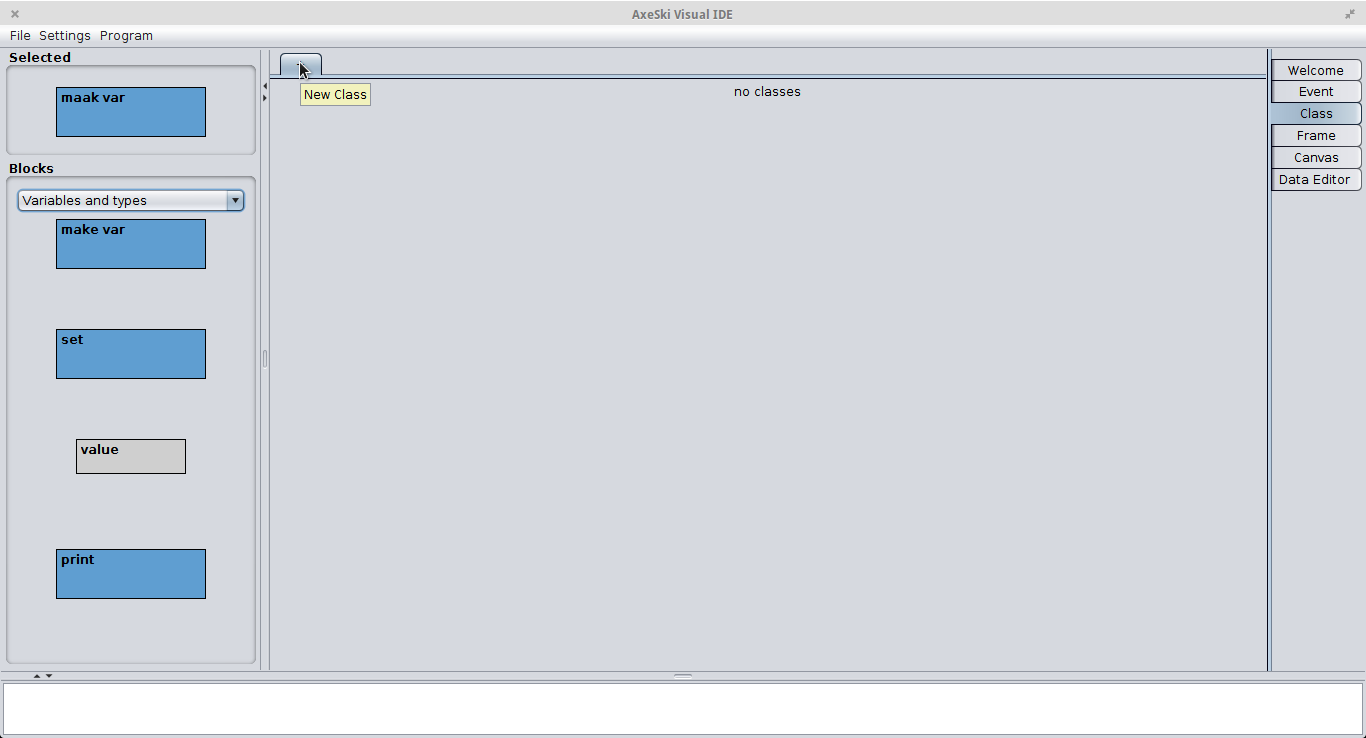 AxeSki Visual IDE
File Settings Program
Selected
maak var
Blocks
Variables and types
make var
set
value
print
New Class
no classes
Welcome
Event
Class
Frame
Canvas
Data Editor